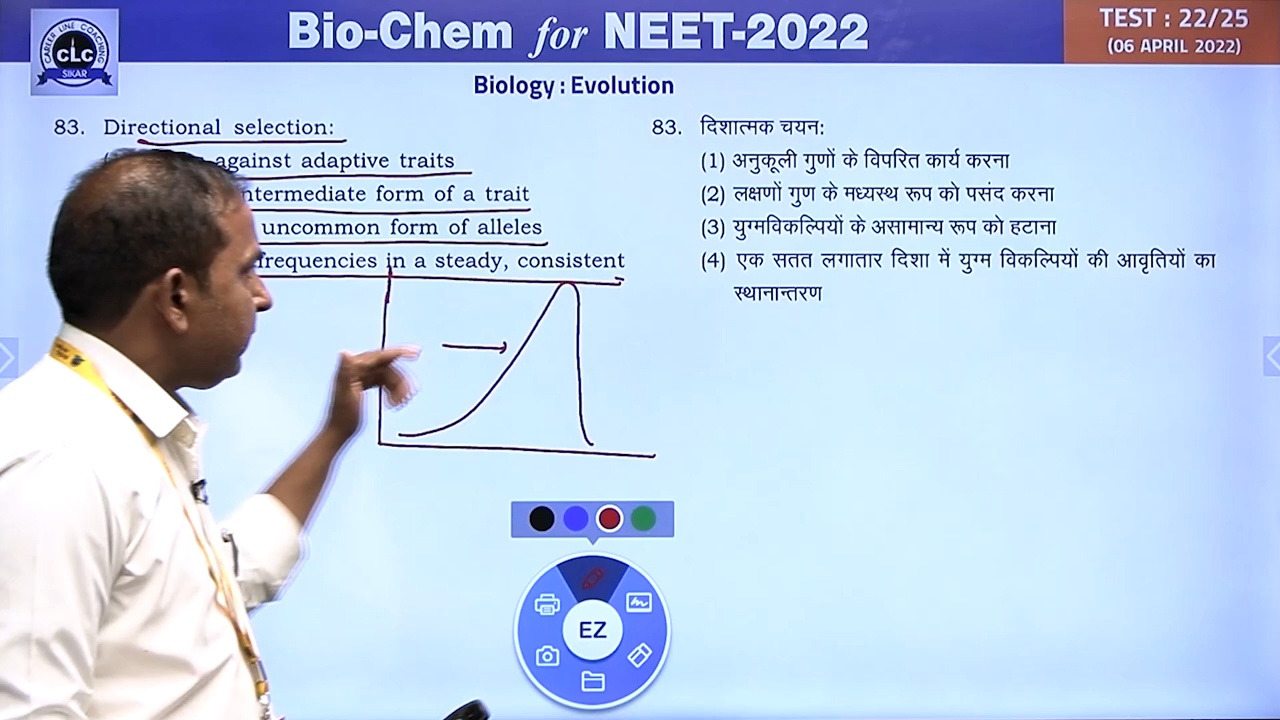 Bio-Chem for NEET-2022
TEST : 22/25
(06 APRIL 2022)
CAREER LINE COACHING
CLC
SIKAR
Biology : Evolution
83. Directional selection:
against adaptive traits
ntermediate form of a trait
uncommon form of alleles
frequencies in a steady, consistent
83. दिशात्मक चयन:
(1) अनुकूली गुणों के विपरित कार्य करना
(2) लक्षणों गुण के मध्यस्थ रूप को पसंद करना
(3) युग्मविकल्पियों के असामान्य रूप को हटाना
(4) एक सतत लगातार दिशा में युग्म विकल्पियों की आवृतियों का
स्थानान्तरण
EZ